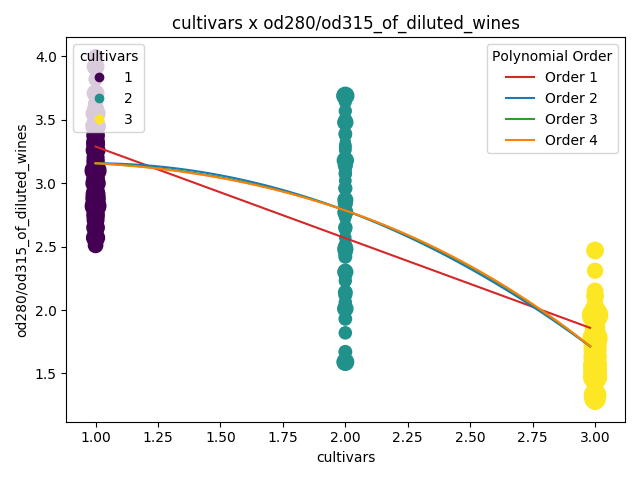 cultivars x od280/od315_of_diluted_wines
cultivars
1
2
3
Polynomial Order
Order 1
Order 2
Order 3
Order 4
od280/od315_of_diluted_wines
4.0
3.5
3.0
2.5
2.0
1.5
1.00 1.25 1.50 1.75 2.00 2.25 2.50 2.75 3.00
cultivars